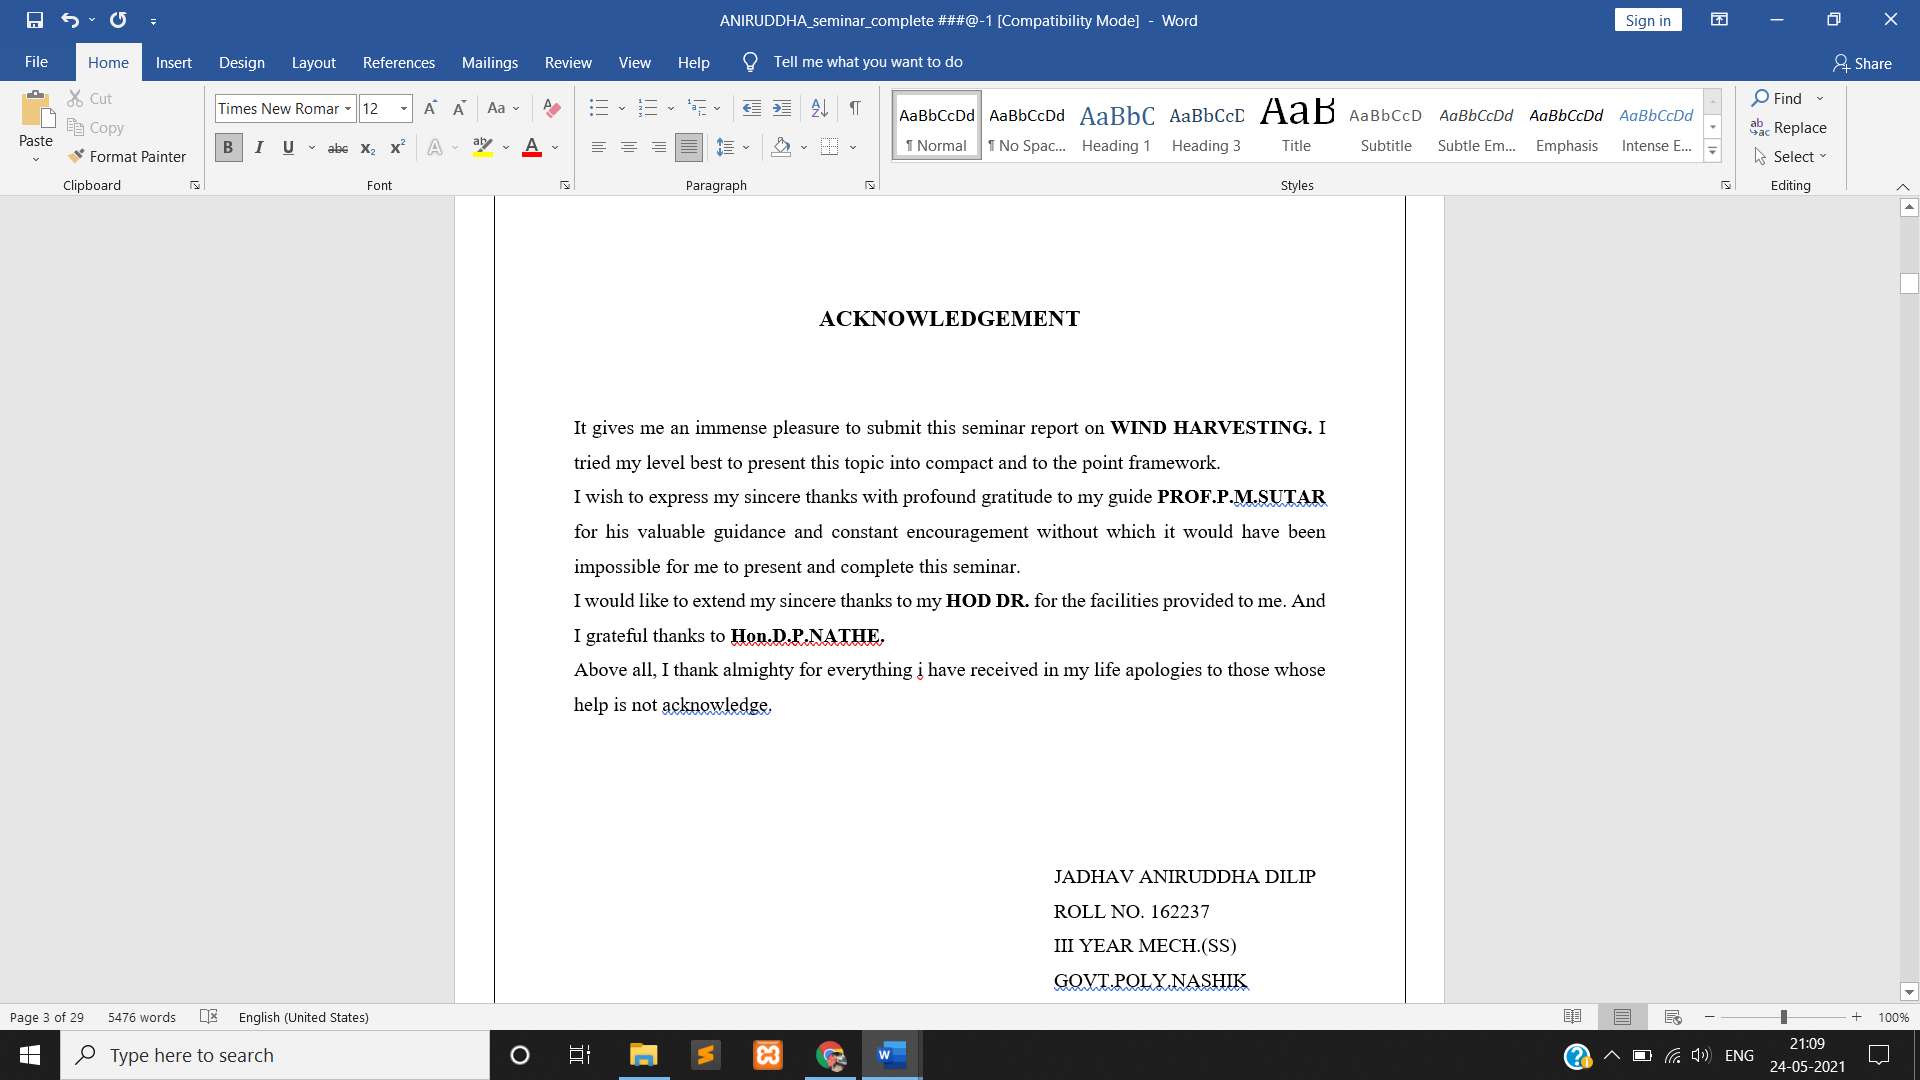 ANIRUDDHA_seminar_complete ###@-1 [Compatibility Mode] - Word
Sign in
File Home Insert Design Layout References Mailings Review View Help Tell me what you want to do Share
Cut
Copy
Paste
Format Painter
Clipboard
Times New Romar 12 Aa
B I U abc x₂ x² A ab A
Font
Paragraph
AaBbCcDd AaBbCcDd AaBbC AaBbCcD AaB AaBbCcD AaBbCcDd AaBbCcDd AaBbCcDd
¶ Normal ¶ No Spac... Heading 1 Heading 3 Title Subtitle Subtle Em... Emphasis Intense E...
Styles
Find
Replace
Select
Editing
ACKNOWLEDGEMENT
It gives me an immense pleasure to submit this seminar report on WIND HARVESTING. I
tried my level best to present this topic into compact and to the point framework.
I wish to express my sincere thanks with profound gratitude to my guide PROF.P.M.SUTAR
for his valuable guidance and constant encouragement without which it would have been
impossible for me to present and complete this seminar.
I would like to extend my sincere thanks to my HOD DR. for the facilities provided to me. And
I grateful thanks to Hon.D.P.NATHE.
Above all, I thank almighty for everything i have received in my life apologies to those whose
help is not acknowledge.
JADHAV ANIRUDDHA DILIP
ROLL NO. 162237
III YEAR MECH.(SS)
GOVT.POLY.NASHIK
Page 3 of 29 5476 words English (United States) 100%
Type here to search
ENG
21:09
24-05-2021